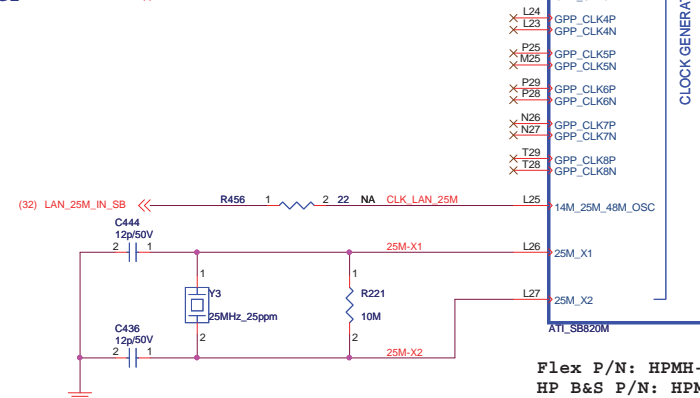 L24 GPP_CLK4P
L23 GPP_CLK4N
P25 GPP_CLK5P
M25 GPP_CLK5N
P29 GPP_CLK6P
P28 GPP_CLK6N
N26 GPP_CLK7P
N27 GPP_CLK7N
T29 GPP_CLK8P
T28 GPP_CLK8N
CLOCK GENERAT
(32) LAN_25M_IN_SB R456 1 2 22 NA CLK_LAN_25M L25 14M_25M_48M_OSC
C444
12p/50V
2 1 25M-X1 L26 25M_X1
1 1
Y3 R221
25MHz_25ppm 10M
L27 25M_X2
2 2
C436
12p/50V
2 1 25M-X2
ATI_SB820M
Flex P/N: HPMH-
HP B&S P/N: